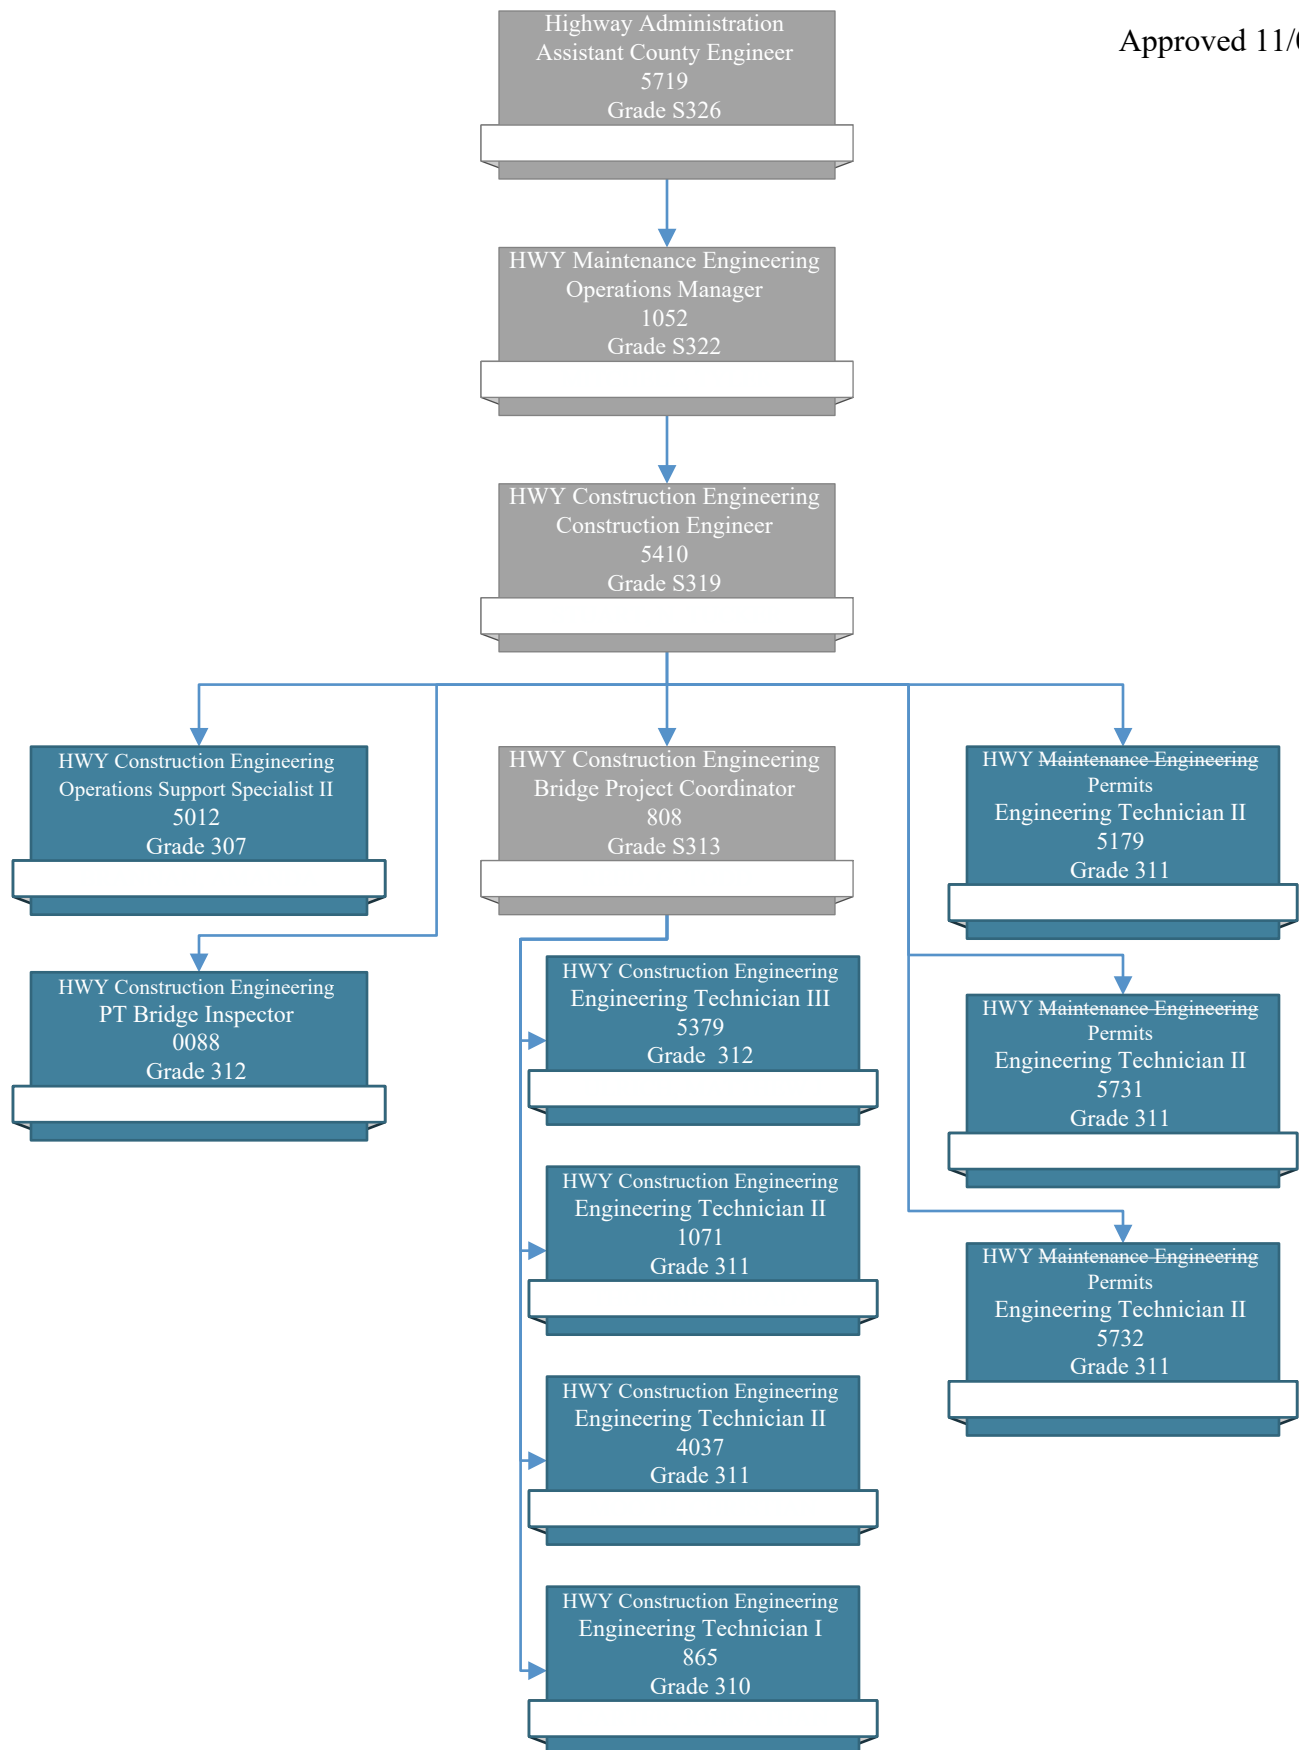 Highway Administration
Assistant County Engineer
5719
Grade S326
Approved 11/
HWY Maintenance Engineering
Operations Manager
1052
Grade S322
HWY Construction Engineering
Construction Engineer
5410
Grade S319
HWY Construction Engineering
Operations Support Specialist II
5012
Grade 307
HWY Construction Engineering
Bridge Project Coordinator
808
Grade S313
HWY Maintenance Engineering
Permits
Engineering Technician II
5179
Grade 311
HWY Construction Engineering
PT Bridge Inspector
0088
Grade 312
HWY Construction Engineering
Engineering Technician III
5379
Grade 312
HWY Maintenance Engineering
Permits
Engineering Technician II
5731
Grade 311
HWY Construction Engineering
Engineering Technician II
1071
Grade 311
HWY Maintenance Engineering
Permits
Engineering Technician II
5732
Grade 311
HWY Construction Engineering
Engineering Technician II
4037
Grade 311
HWY Construction Engineering
Engineering Technician I
865
Grade 310